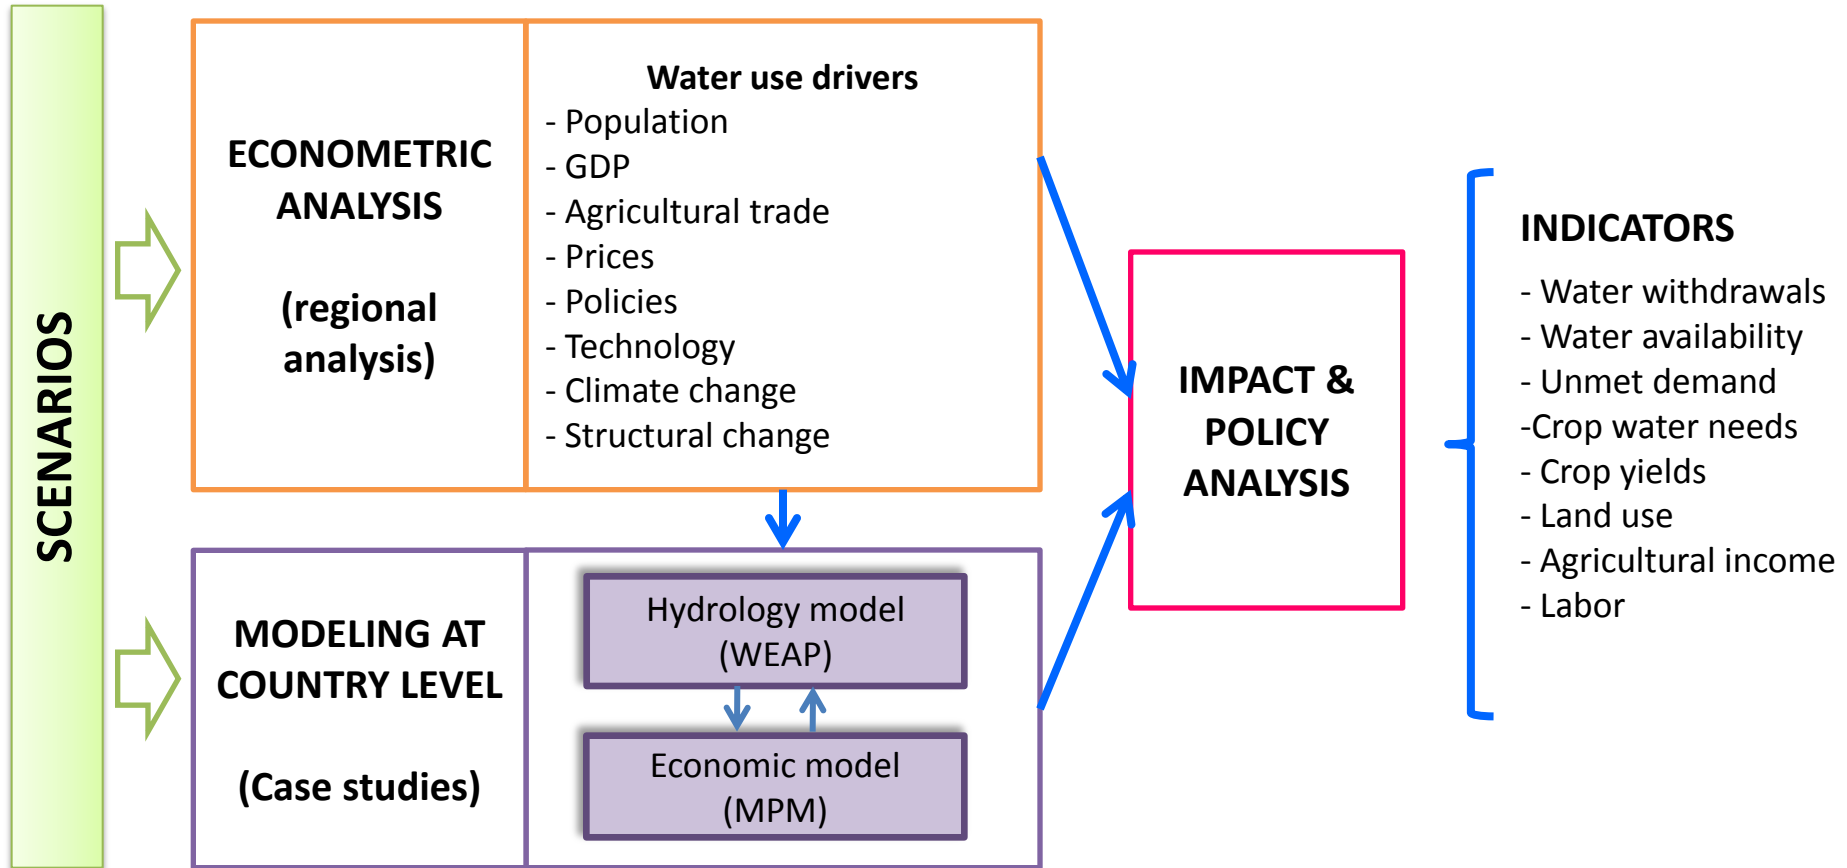 SCENARIOS
ECONOMETRIC
ANALYSIS
(regional
analysis)
Water use drivers
- Population
- GDP
- Agricultural trade
- Prices
- Policies
- Technology
- Climate change
- Structural change
MODELING AT
COUNTRY LEVEL
(Case studies)
Hydrology model
(WEAP)
Economic model
(MPM)
IMPACT &
POLICY
ANALYSIS
INDICATORS
- Water withdrawals
- Water availability
- Unmet demand
-Crop water needs
- Crop yields
- Land use
- Agricultural income
- Labor